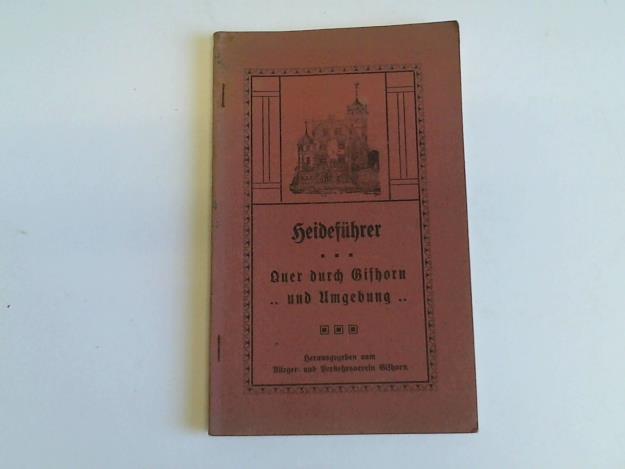 Heideführer
Quer durch Gifhorn
.. und Umgebung ..
Herausgegeben vom
Bürger- und Verkehrsverein Gifhorn